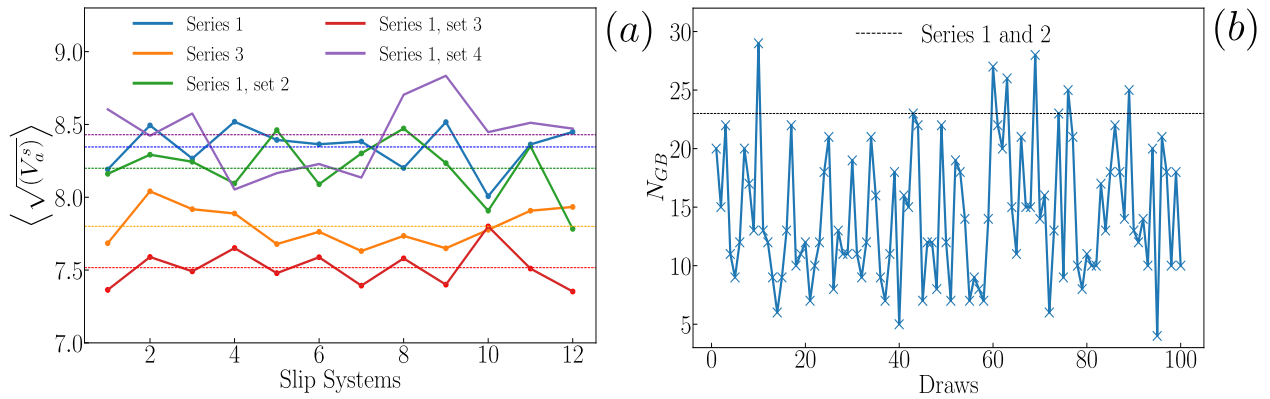 Series 1
Series 3
Series 1, set 2
Series 1, set 3
Series 1, set 4
(a)
9.0
8.5
8.0
7.5
7.0
⟨√(V_a^s)⟩
2 4 6 8 10 12
Slip Systems
(b)
Series 1 and 2
30
25
20
15
10
5
N_{GB}
0 20 40 60 80 100
Draws